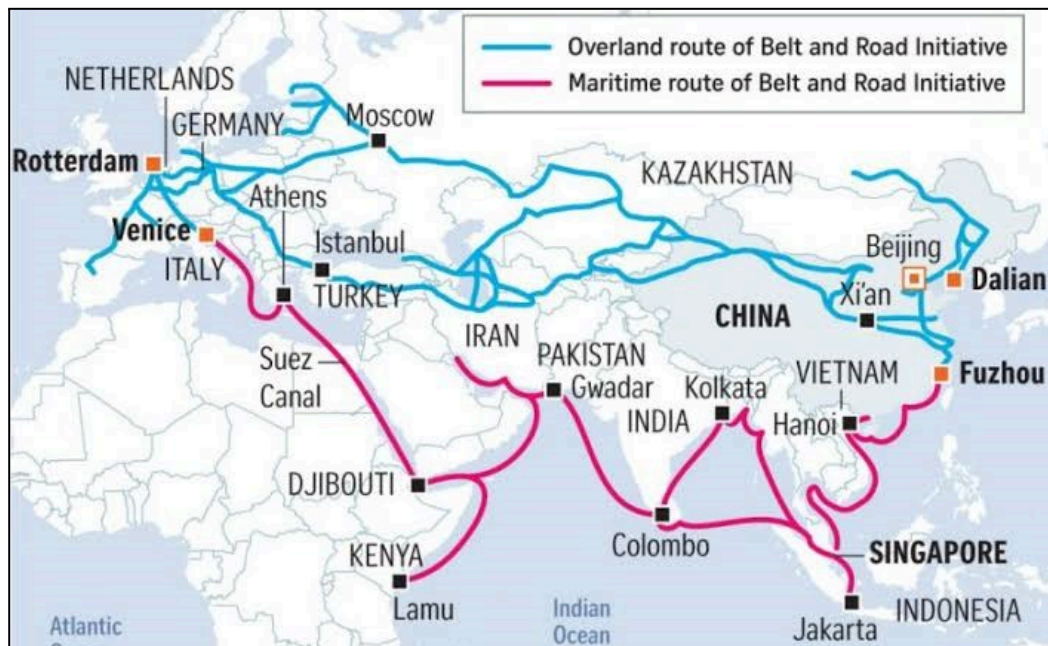 Overland route of Belt and Road Initiative
Maritime route of Belt and Road Initiative
NETHERLANDS
GERMANY
Moscow
Rotterdam
KAZAKHSTAN
Athens
Venice
Istanbul
Beijing
ITALY
TURKEY
Dalian
Xi'an
CHINA
IRAN
Suez
Canal
PAKISTAN
Gwadar
Kolkata
VIETNAM
Fuzhou
INDIA
Hanoi
DJIBOUTI
Colombo
SINGAPORE
KENYA
Lamu
Indian
Ocean
Jakarta
INDONESIA
Atlantic